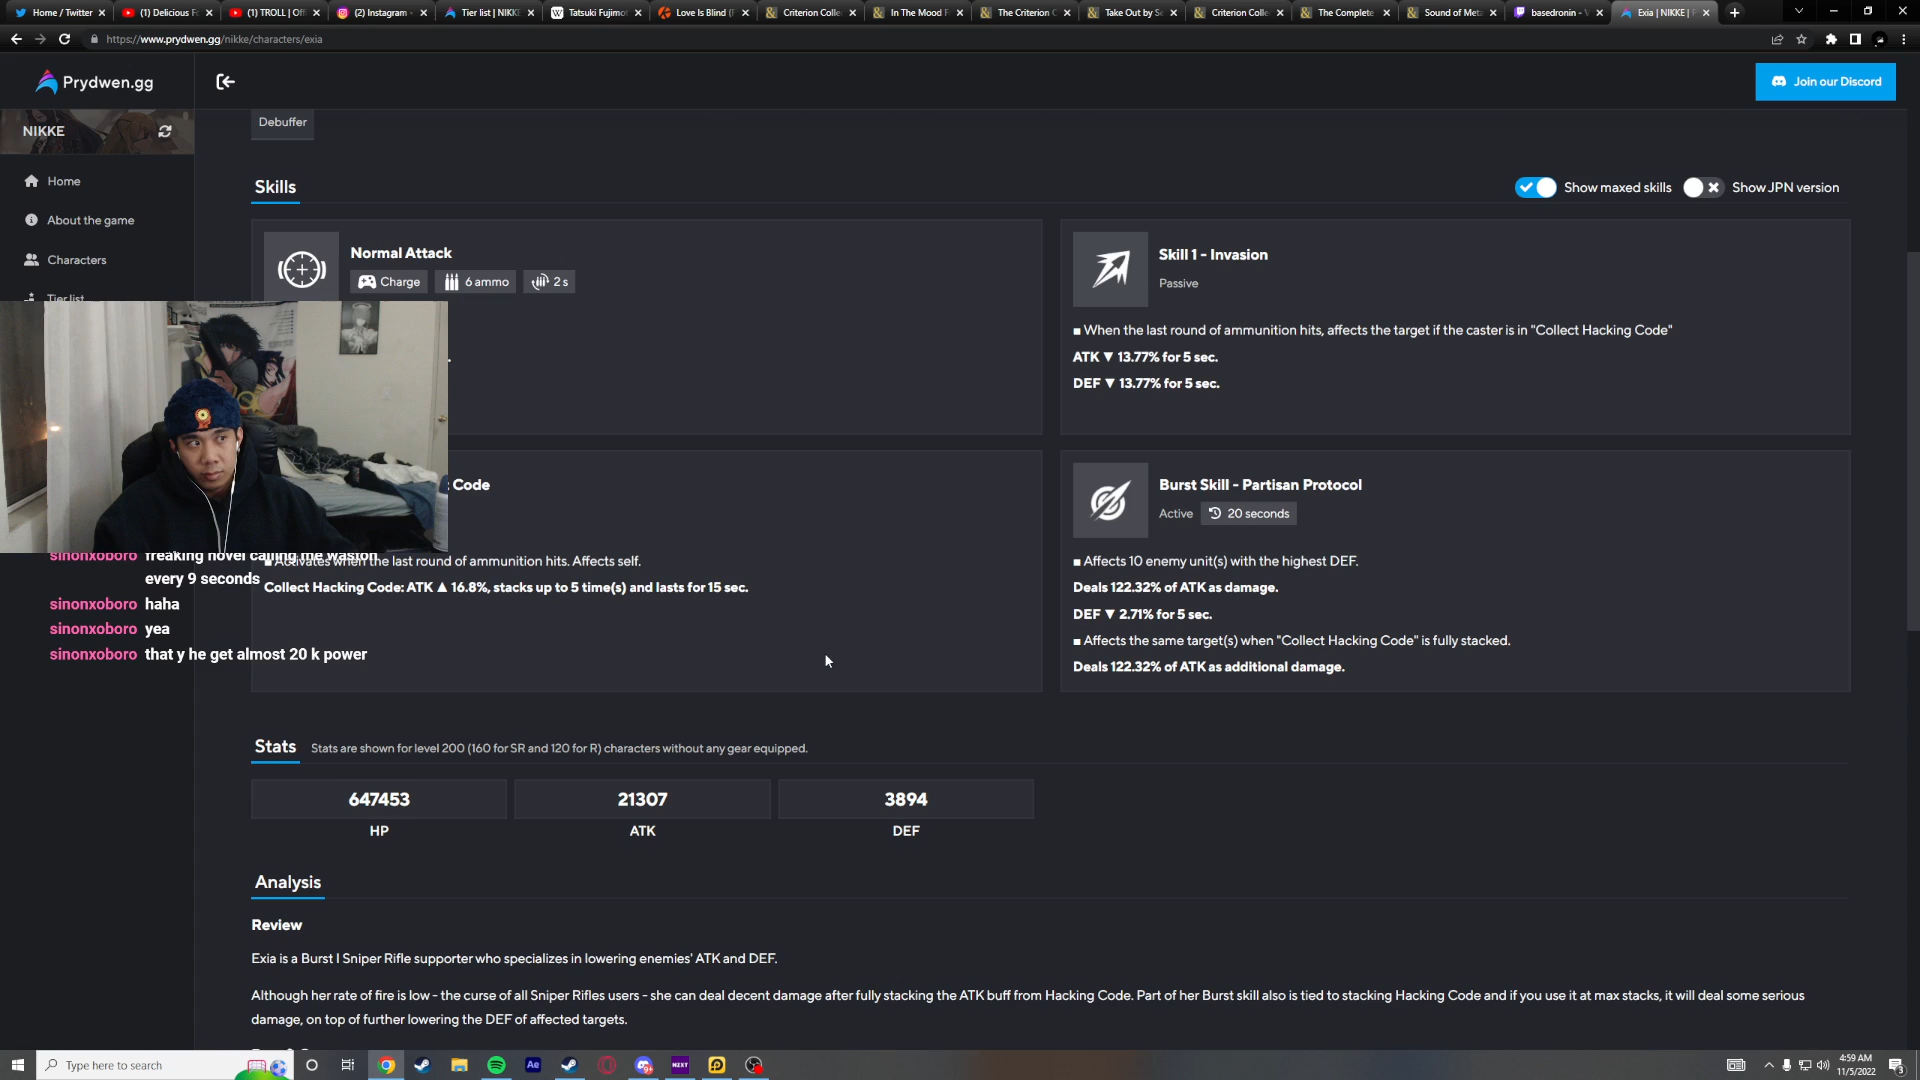 Home / Twitter
(1) Delicious Fo
(1) TROLL | Offi
(2) Instagram -
Tier list | NIKKE
Tatsuki Fujimot
Love Is Blind (F
Criterion Colle
In The Mood F
The Criterion C
Take Out by Se
Criterion Colle
The Complete
Sound of Meta
basedronin - V
Exia | NIKKE | P
https://www.prydwen.gg/nikke/characters/exia
Prydwen.gg
Join our Discord
NIKKE
Home
About the game
Characters
Tier list
Debuffer
Skills
Show maxed skills
Show JPN version
Normal Attack
Charge
6 ammo
2 s
Skill 1 - Invasion
Passive
■ When the last round of ammunition hits, affects the target if the caster is in "Collect Hacking Code"
ATK ▼ 13.77% for 5 sec.
DEF ▼ 13.77% for 5 sec.
Code
■ Activates when the last round of ammunition hits. Affects self.
Collect Hacking Code: ATK ▲ 16.8%, stacks up to 5 time(s) and lasts for 15 sec.
Burst Skill - Partisan Protocol
Active
20 seconds
■ Affects 10 enemy unit(s) with the highest DEF.
Deals 122.32% of ATK as damage.
DEF ▼ 2.71% for 5 sec.
■ Affects the same target(s) when "Collect Hacking Code" is fully stacked.
Deals 122.32% of ATK as additional damage.
sinonxoboro freaking novel calling me waston
every 9 seconds
sinonxoboro haha
sinonxoboro yea
sinonxoboro that y he get almost 20 k power
Stats
Stats are shown for level 200 (160 for SR and 120 for R) characters without any gear equipped.
647453
21307
3894
HP
ATK
DEF
Analysis
Review
Exia is a Burst I Sniper Rifle supporter who specializes in lowering enemies' ATK and DEF.
Although her rate of fire is low - the curse of all Sniper Rifles users - she can deal decent damage after fully stacking the ATK buff from Hacking Code. Part of her Burst skill also is tied to stacking Hacking Code and if you use it at max stacks, it will deal some serious
damage, on top of further lowering the DEF of affected targets.
Type here to search
Ae
NZXT
4:59 AM
11/5/2022
3